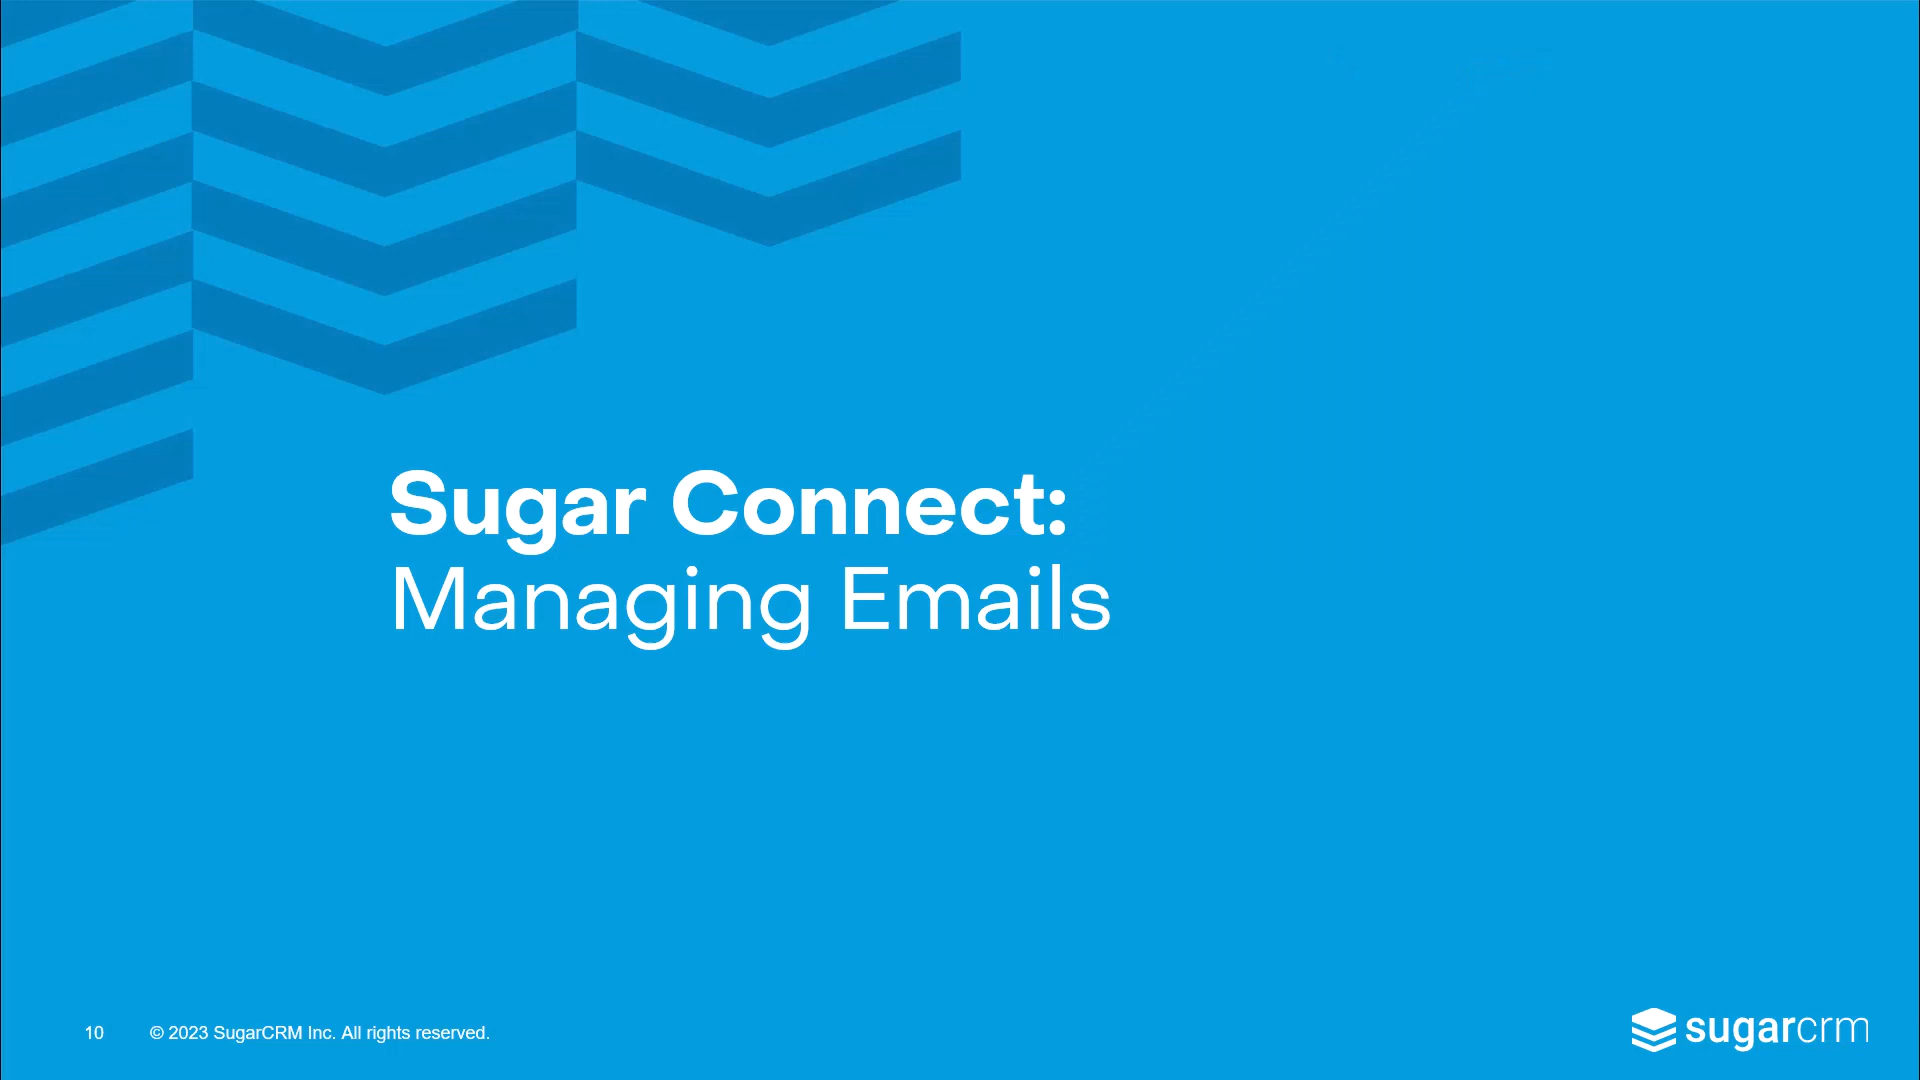 Sugar Connect:
Managing Emails
10 © 2023 SugarCRM Inc. All rights reserved.
sugarcrm